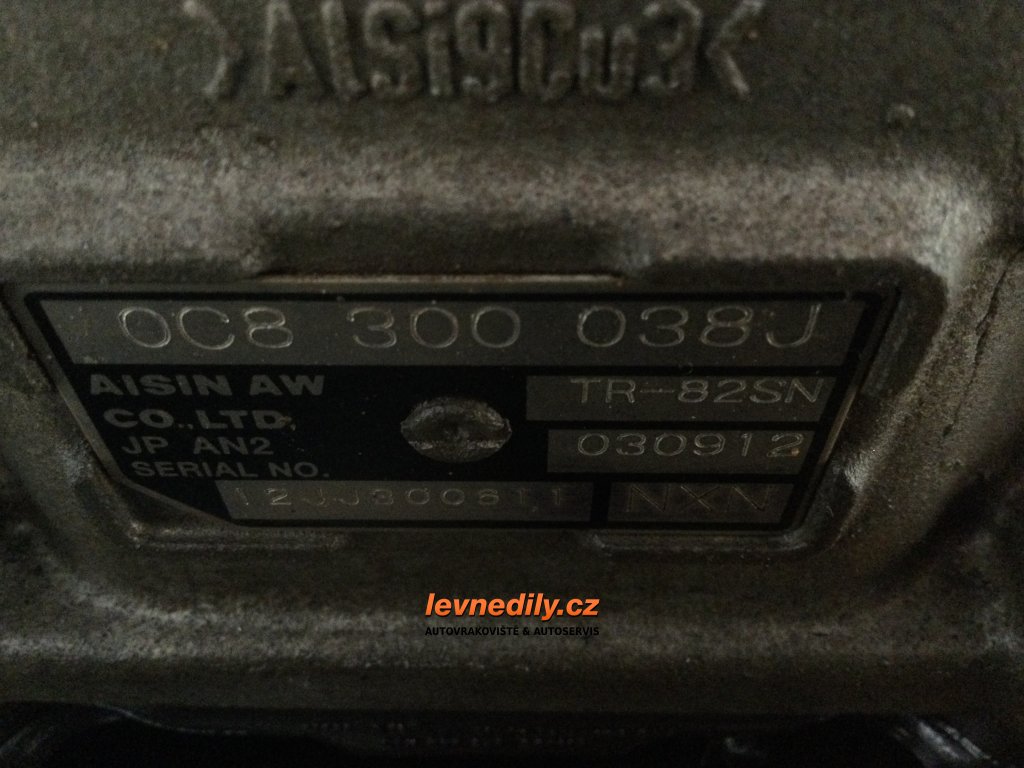 >AlSi9Cu3<
0C8 300 038J
AISIN AW
CO.,LTD.
JP AN2
SERIAL NO.
TR-82SN
030912
12JJ300611
NXV
levnedily.cz
AUTOVRAKOVIŠTĚ & AUTOSERVIS